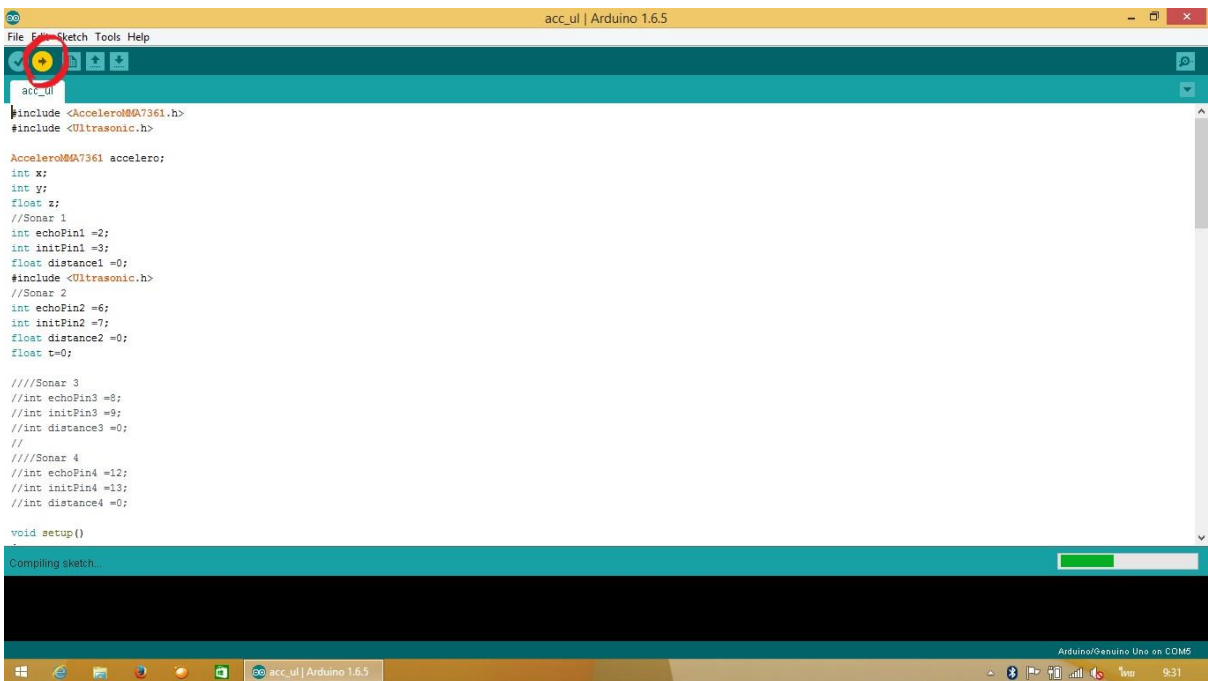 acc_ul | Arduino 1.6.5
File Edit Sketch Tools Help
acc_ul
#include <AcceleroMMA7361.h>
#include <Ultrasonic.h>
AcceleroMMA7361 accelero;
int x;
int y;
float z;
//Sonar 1
int echoPin1 =2;
int initPin1 =3;
float distance1 =0;
#include <Ultrasonic.h>
//Sonar 2
int echoPin2 =6;
int initPin2 =7;
float distance2 =0;
float t=0;
////Sonar 3
//int echoPin3 =8;
//int initPin3 =9;
//int distance3 =0;
//
////Sonar 4
//int echoPin4 =12;
//int initPin4 =13;
//int distance4 =0;
void setup()
Compiling sketch...
Arduino/Genuino Uno on COM5
acc_ul | Arduino 1.6.5
ไทย
9:31